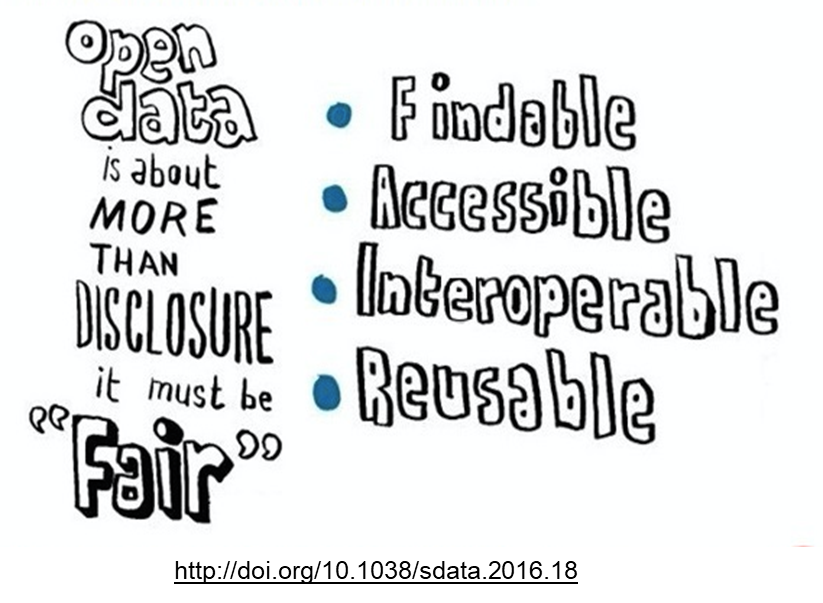 open
data
is about
MORE
THAN
DISCLOSURE
it must be
“Fair”
• Findable
• Accessible
• Interoperable
• Reusable
http://doi.org/10.1038/sdata.2016.18